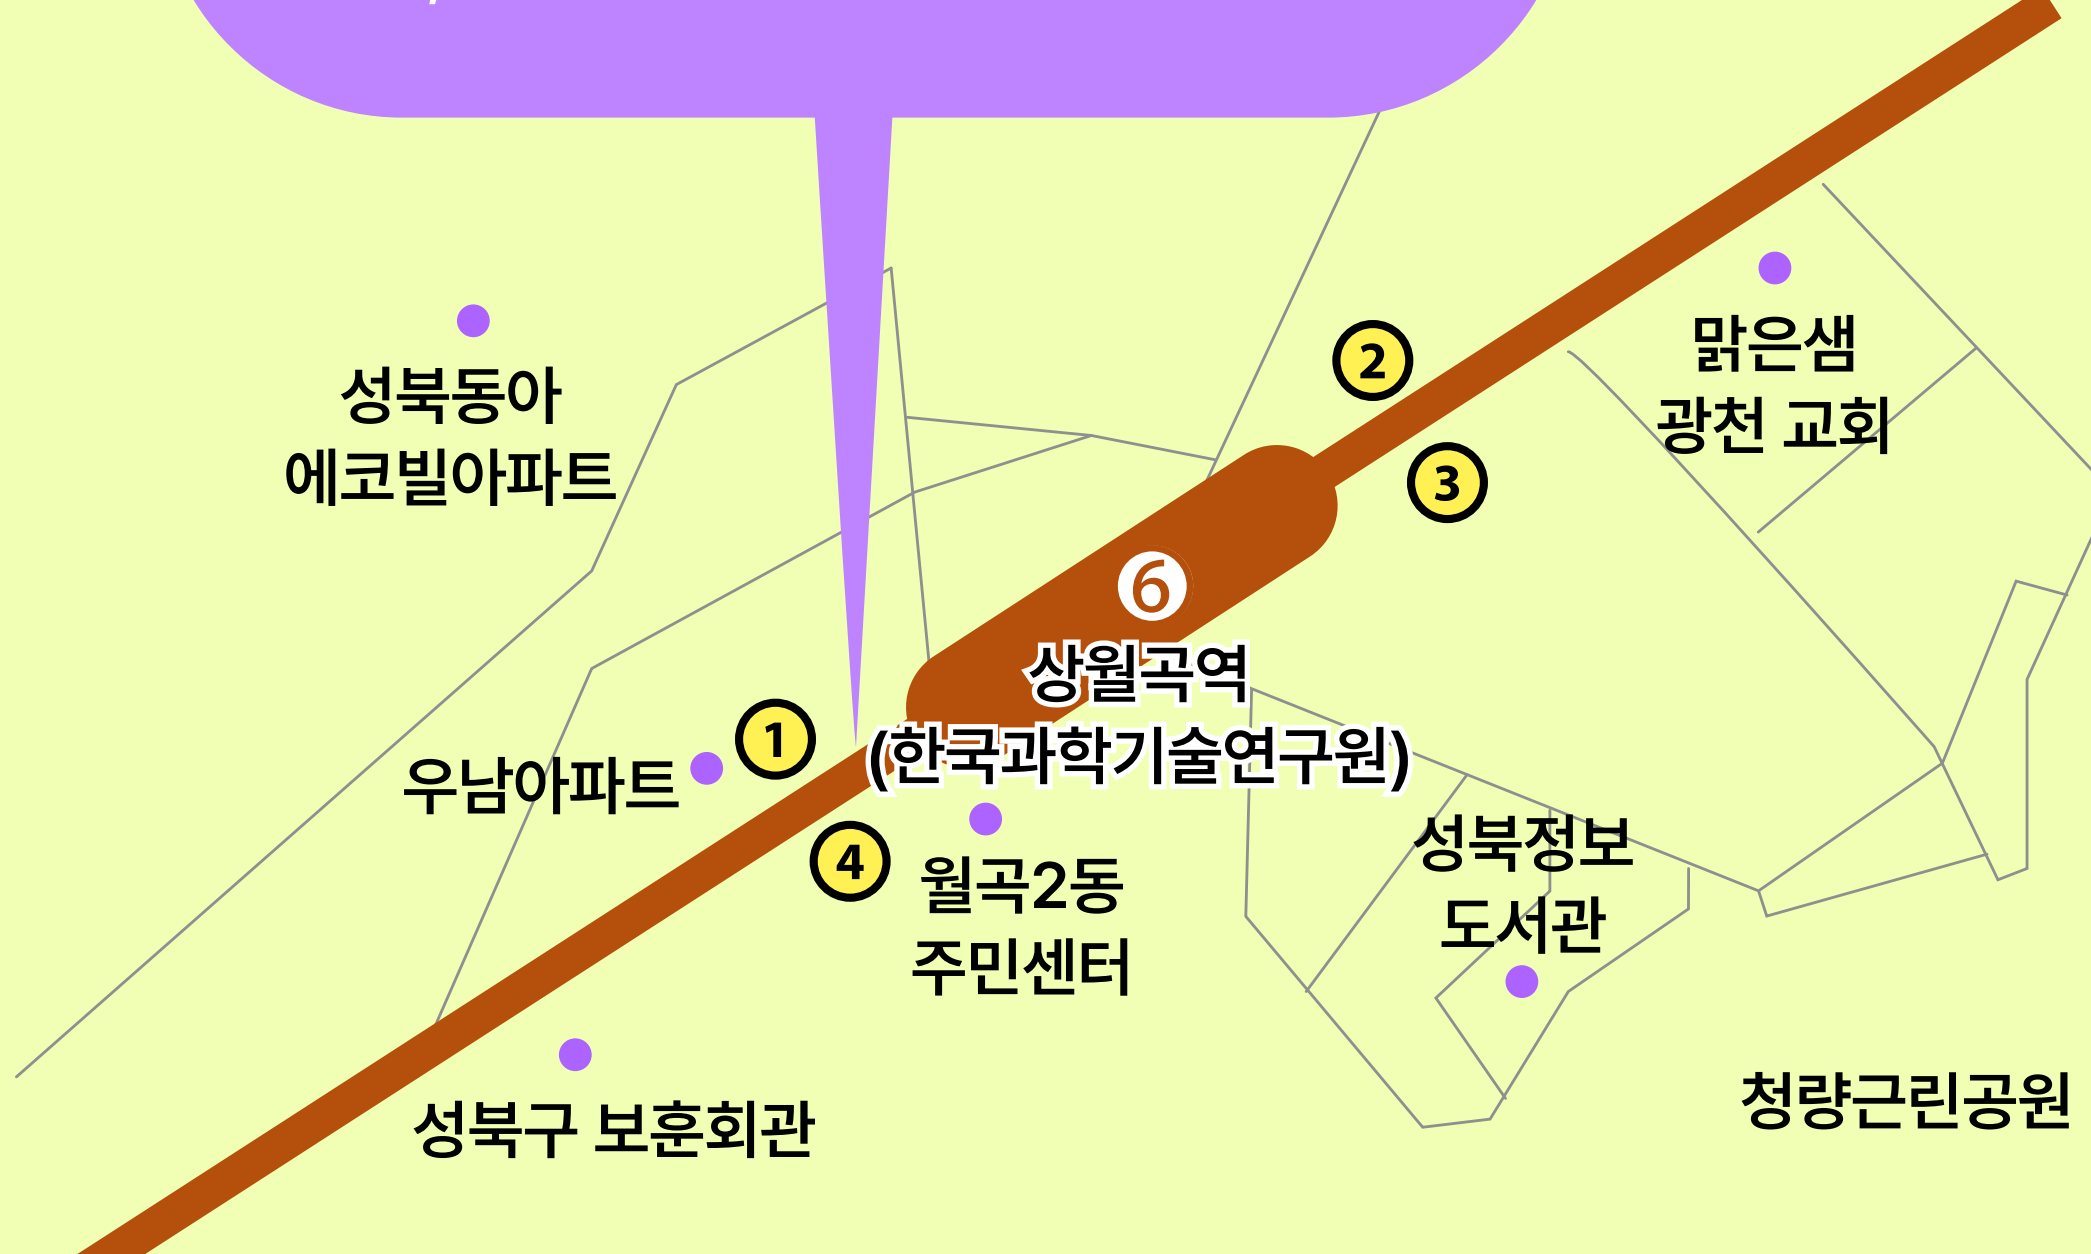 2
맑은샘
광천 교회
성북동아
에코빌아파트
3
6
상월곡역
(한국과학기술연구원)
1
우남아파트
4
월곡2동
주민센터
성북정보
도서관
성북구 보훈회관
청량근린공원